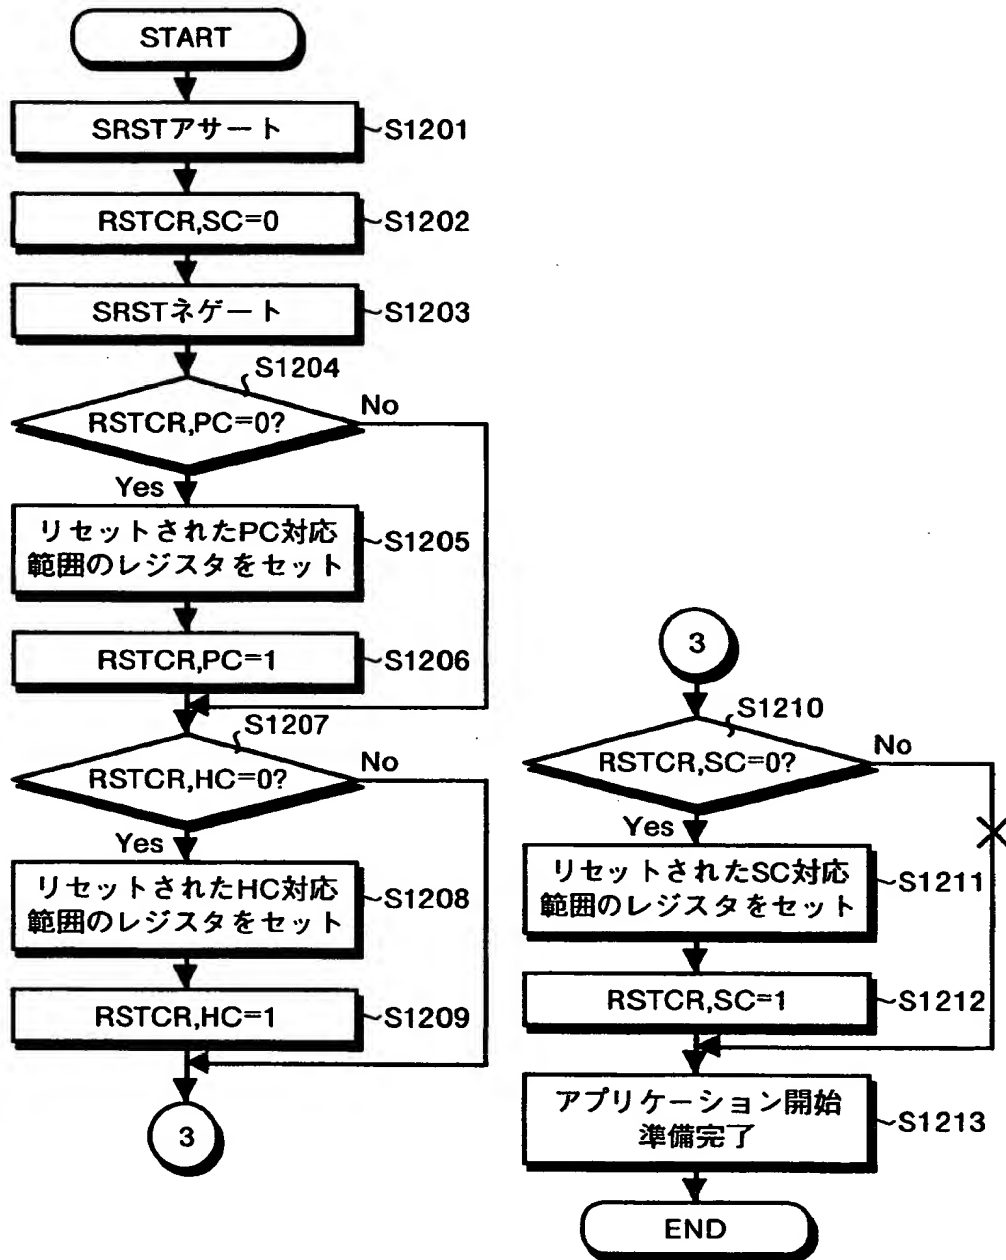 START
SRSTアサート
~S1201
RSTCR,SC=0
~S1202
SRSTネゲート
~S1203
S1204
RSTCR,PC=0?
No
Yes
リセットされたPC対応
範囲のレジスタをセット
~S1205
RSTCR,PC=1
~S1206
S1207
RSTCR,HC=0?
No
Yes
リセットされたHC対応
範囲のレジスタをセット
~S1208
RSTCR,HC=1
~S1209
3
3
S1210
RSTCR,SC=0?
No
Yes
リセットされたSC対応
範囲のレジスタをセット
~S1211
RSTCR,SC=1
~S1212
アプリケーション開始
準備完了
~S1213
END